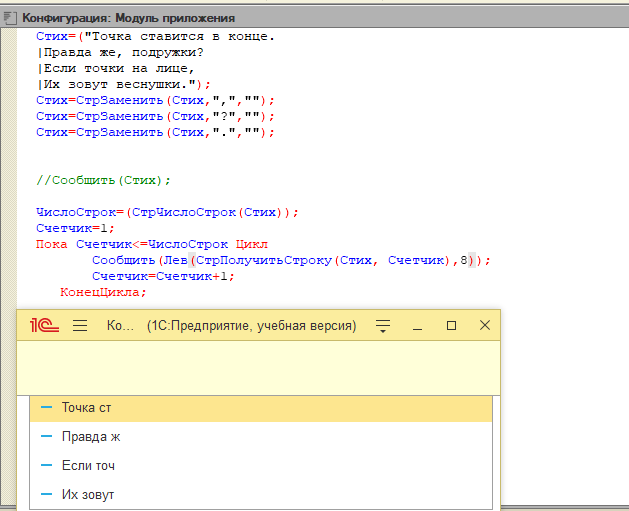 Конфигурация: Модуль приложения
Стих=("Точка ставится в конце.
|Правда же, подружки?
|Если точки на лице,
|Их зовут веснушки.");
Стих=СтрЗаменить(Стих,",","");
Стих=СтрЗаменить(Стих,"?","");
Стих=СтрЗаменить(Стих,".","");
//Сообщить(Стих);
ЧислоСтрок=(СтрЧислоСтрок(Стих));
Счетчик=1;
Пока Счетчик<=ЧислоСтрок Цикл
Сообщить(Лев(СтрПолучитьСтроку(Стих, Счетчик),8));
Счетчик=Счетчик+1;
КонецЦикла;
1С Ко... (1С:Предприятие, учебная версия)
Точка ст
Правда ж
Если точ
Их зовут